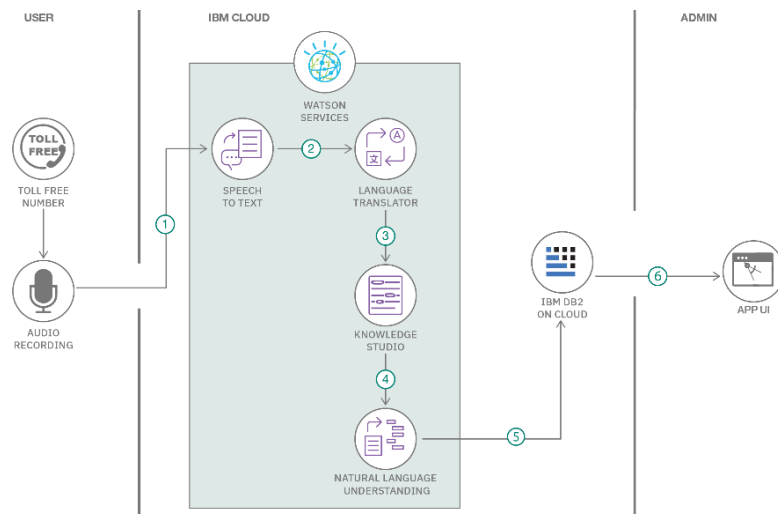 USER
IBM CLOUD
ADMIN
WATSON
SERVICES
TOLL
FREE
TOLL FREE
NUMBER
1
SPEECH
TO TEXT
2
A
文
LANGUAGE
TRANSLATOR
3
AUDIO
RECORDING
KNOWLEDGE
STUDIO
4
NATURAL LANGUAGE
UNDERSTANDING
5
IBM DB2
ON CLOUD
6
APP UI